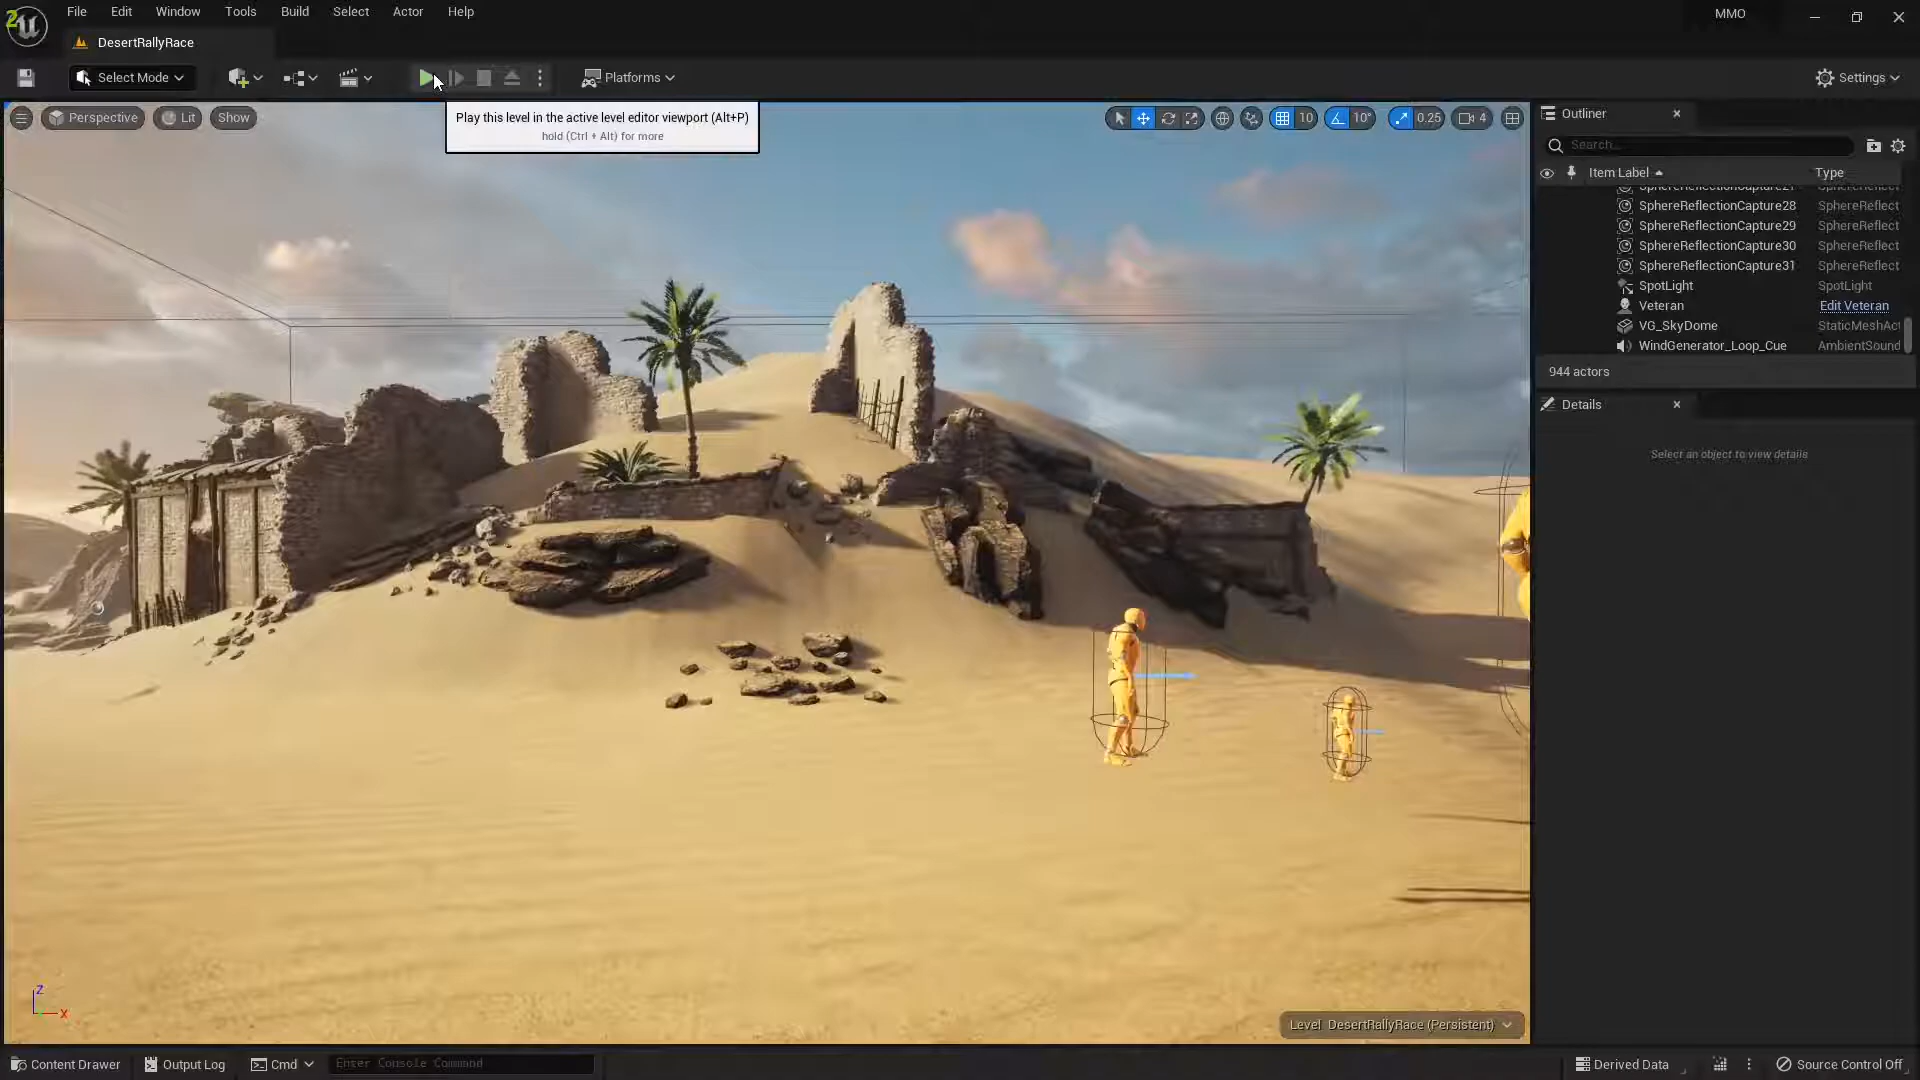 File Edit Window Tools Build Select Actor Help
MMO
DesertRallyRace
Select Mode
Platforms
Settings
Perspective
Lit
Show
Play this level in the active level editor viewport (Alt+P)
hold (Ctrl + Alt) for more
10
10°
0.25
4
Outliner
Search...
Item Label
Type
SphereReflectionCapture28 SphereReflect
SphereReflectionCapture29 SphereReflect
SphereReflectionCapture30 SphereReflect
SphereReflectionCapture31 SphereReflect
SpotLight SpotLight
Veteran Edit Veteran
VG_SkyDome StaticMeshAct
WindGenerator_Loop_Cue AmbientSound
944 actors
Details
Select an object to view details
Z
X
Level DesertRallyRace (Persistent)
Content Drawer
Output Log
Cmd
Enter Console Command
Derived Data
Source Control Off